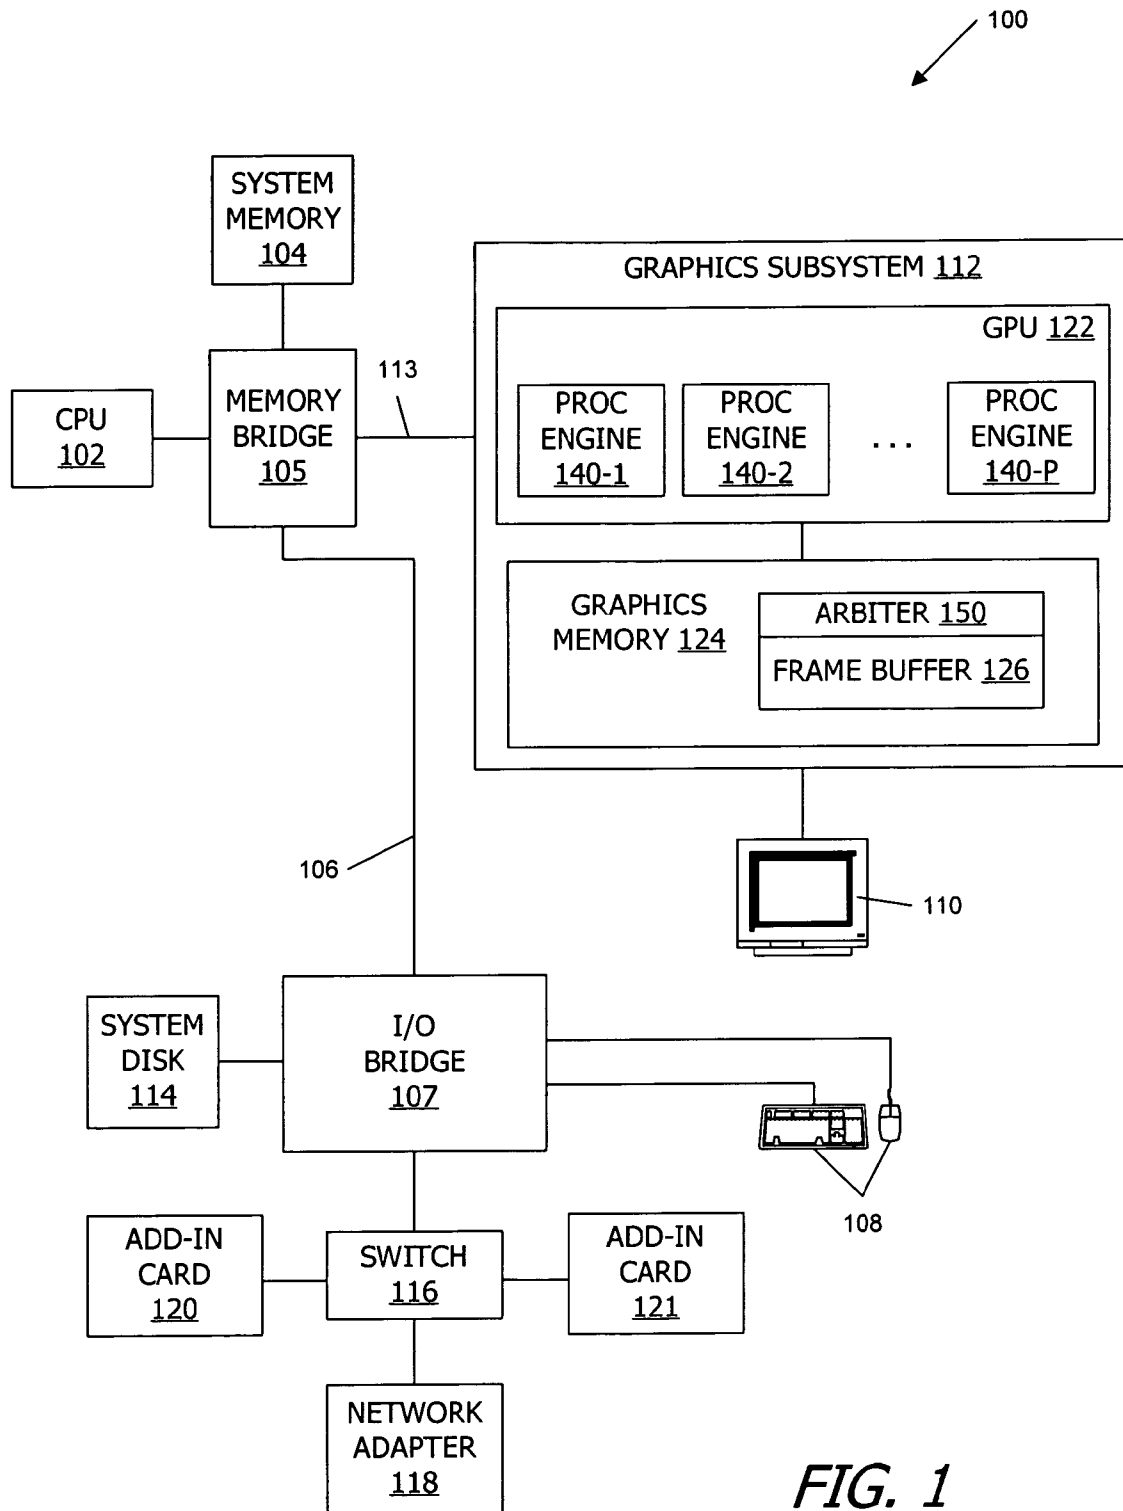 100
SYSTEM
MEMORY
104
GRAPHICS SUBSYSTEM 112
GPU 122
113
CPU
102
MEMORY
BRIDGE
105
PROC
ENGINE
140-1
PROC
ENGINE
140-2
...
PROC
ENGINE
140-P
GRAPHICS
MEMORY 124
ARBITER 150
FRAME BUFFER 126
106
110
SYSTEM
DISK
114
I/O
BRIDGE
107
108
ADD-IN
CARD
120
SWITCH
116
ADD-IN
CARD
121
NETWORK
ADAPTER
118
FIG. 1